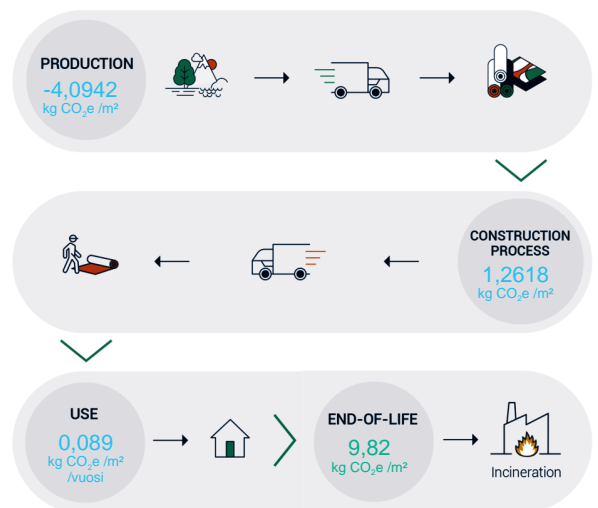 PRODUCTION
-4,0942
kg CO₂e /m²
CONSTRUCTION
PROCESS
1,2618
kg CO₂e /m²
USE
0,089
kg CO₂e /m²
/vuosi
END-OF-LIFE
9,82
kg CO₂e /m²
Incineration